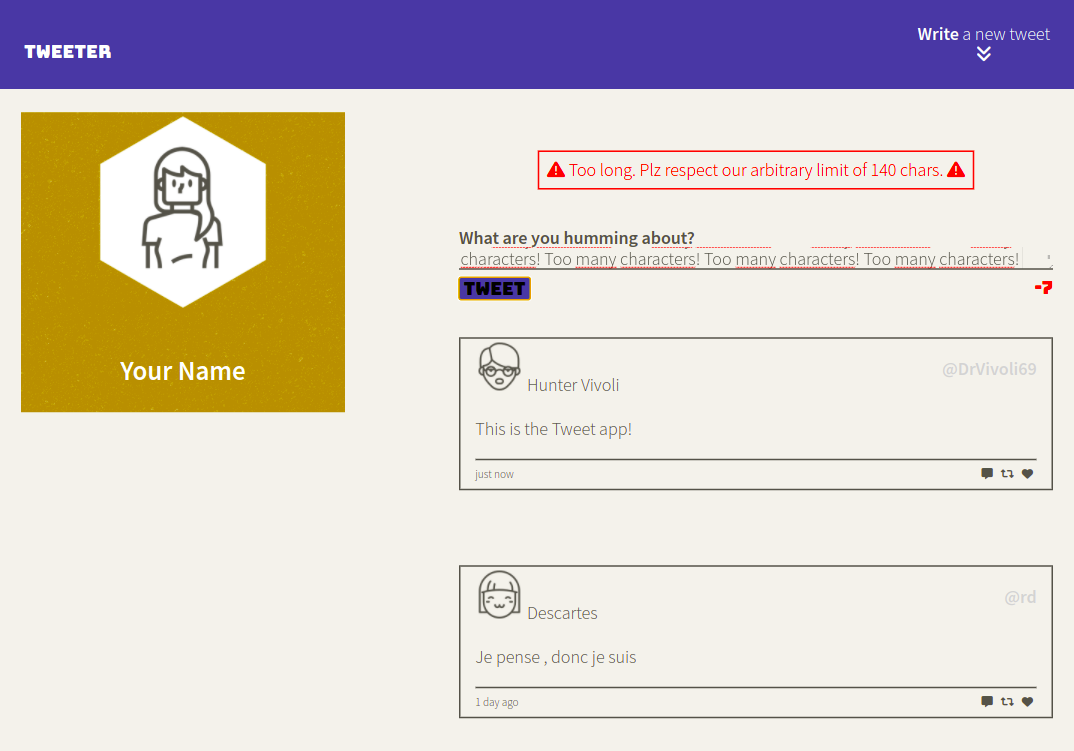 TWEETER
Write a new tweet
Your Name
Too long. Plz respect our arbitrary limit of 140 chars.
What are you humming about?
characters! Too many characters! Too many characters! Too many characters!
TWEET
-7
Hunter Vivoli
@DrVivoli69
This is the Tweet app!
just now
Descartes
@rd
Je pense , donc je suis
1 day ago